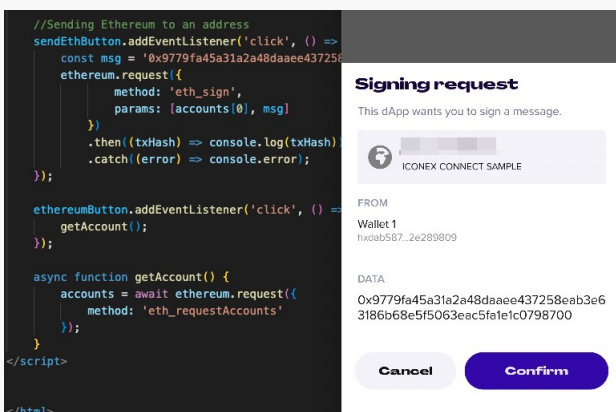 //Sending Ethereum to an address
sendEthButton.addEventListener('click', () =>
const msg = '0x9779fa45a31a2a48daaee437258
ethereum.request({
method: 'eth_sign',
params: [accounts[0], msg]
})
.then((txHash) => console.log(txHash))
.catch((error) => console.error);
});
ethereumButton.addEventListener('click', () =>
getAccount();
});
async function getAccount() {
accounts = await ethereum.request({
method: 'eth_requestAccounts'
});
}
</script>
</html>
Signing request
This dApp wants you to sign a message.
ICONEX CONNECT SAMPLE
FROM
Wallet 1
hxdab587...2e289809
DATA
0x9779fa45a31a2a48daaee437258eab3e6
3186b68e5f5063eac5fa1e1c0798700
Cancel
Confirm